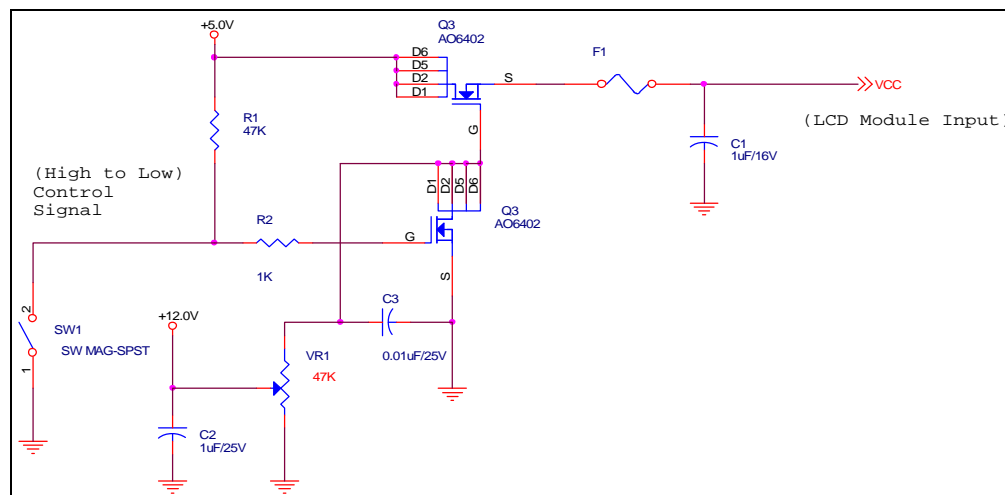 Q3
AO6402
+5.0V
D6
D5
D2
D1
S
G
F1
VCC
(LCD Module Input)
R1
47K
C1
1uF/16V
(High to Low)
Control
Signal
D1
D2
D5
D6
Q3
AO6402
R2
G
1K
S
C3
0.01uF/25V
2
SW1
SW MAG-SPST
1
+12.0V
VR1
47K
C2
1uF/25V